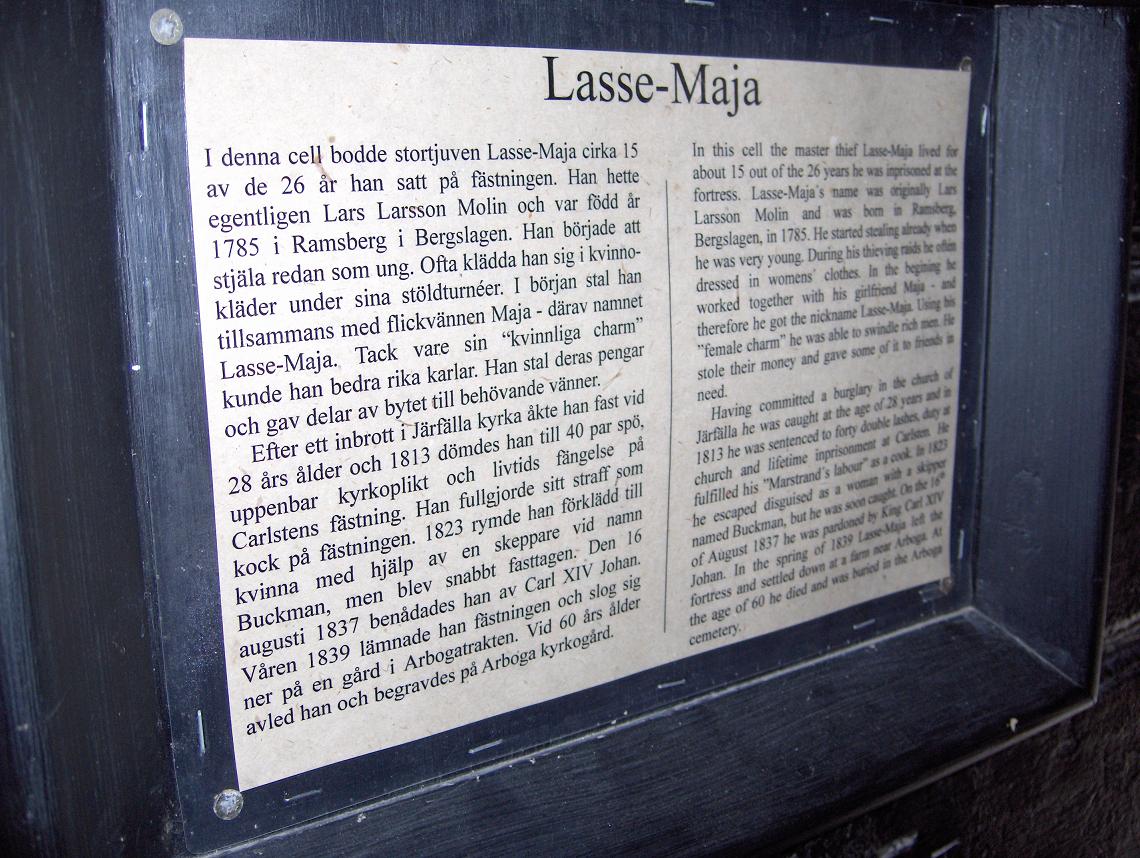 Lasse-Maja
I denna cell bodde stortjuven Lasse-Maja cirka 15
av de 26 år han satt på fästningen. Han hette
egentligen Lars Larsson Molin och var född år
1785 i Ramsberg i Bergslagen. Han började att
stjäla redan som ung. Ofta klädda han sig i kvinno-
kläder under sina stöldturnéer. I början stal han
tillsammans med flickvännen Maja - därav namnet
Lasse-Maja. Tack vare sin “kvinnliga charm”
kunde han bedra rika karlar. Han stal deras pengar
och gav delar av bytet till behövande vänner.
Efter ett inbrott i Järfälla kyrka åkte han fast vid
28 års ålder och 1813 dömdes han till 40 par spö,
uppenbar kyrkoplikt och livtids fängelse på
Carlstens fästning. Han fullgjorde sitt straff som
kock på fästningen. 1823 rymde han förklädd till
kvinna med hjälp av en skeppare vid namn
Buckman, men blev snabbt fasttagen. Den 16
augusti 1837 benådades han av Carl XIV Johan.
Våren 1839 lämnade han fästningen och slog sig
ner på en gård i Arbogatrakten. Vid 60 års ålder
avled han och begravdes på Arboga kyrkogård.
In this cell the master thief Lasse-Maja lived for
about 15 out of the 26 years he was inprisoned at the
fortress. Lasse-Maja´s name was originally Lars
Larsson Molin and was born in Ramsberg,
Bergslagen, in 1785. He started stealing already when
he was very young. During his thieving raids he often
dressed in womens’ clothes. In the begining he
worked together with his girlfriend Maja - and
therefore he got the nickname Lasse-Maja. Using his
”female charm” he was able to swindle rich men. He
stole their money and gave some of it to friends in
need.
Having committed a burglary in the church of
Järfälla he was caught at the age of 28 years and in
1813 he was sentenced to forty double lashes, duty at
church and lifetime inprisonment at Carlsten. He
fulfilled his ”Marstrand´s labour” as a cook. In 1823
he escaped disguised as a woman with a skipper
named Buckman, but he was soon caught. On the 16th
of August 1837 he was pardoned by King Carl XIV
Johan. In the spring of 1839 Lasse-Maja left the
fortress and settled down at a farm near Arboga. At
the age of 60 he died and was buried in the Arboga
cemetery.